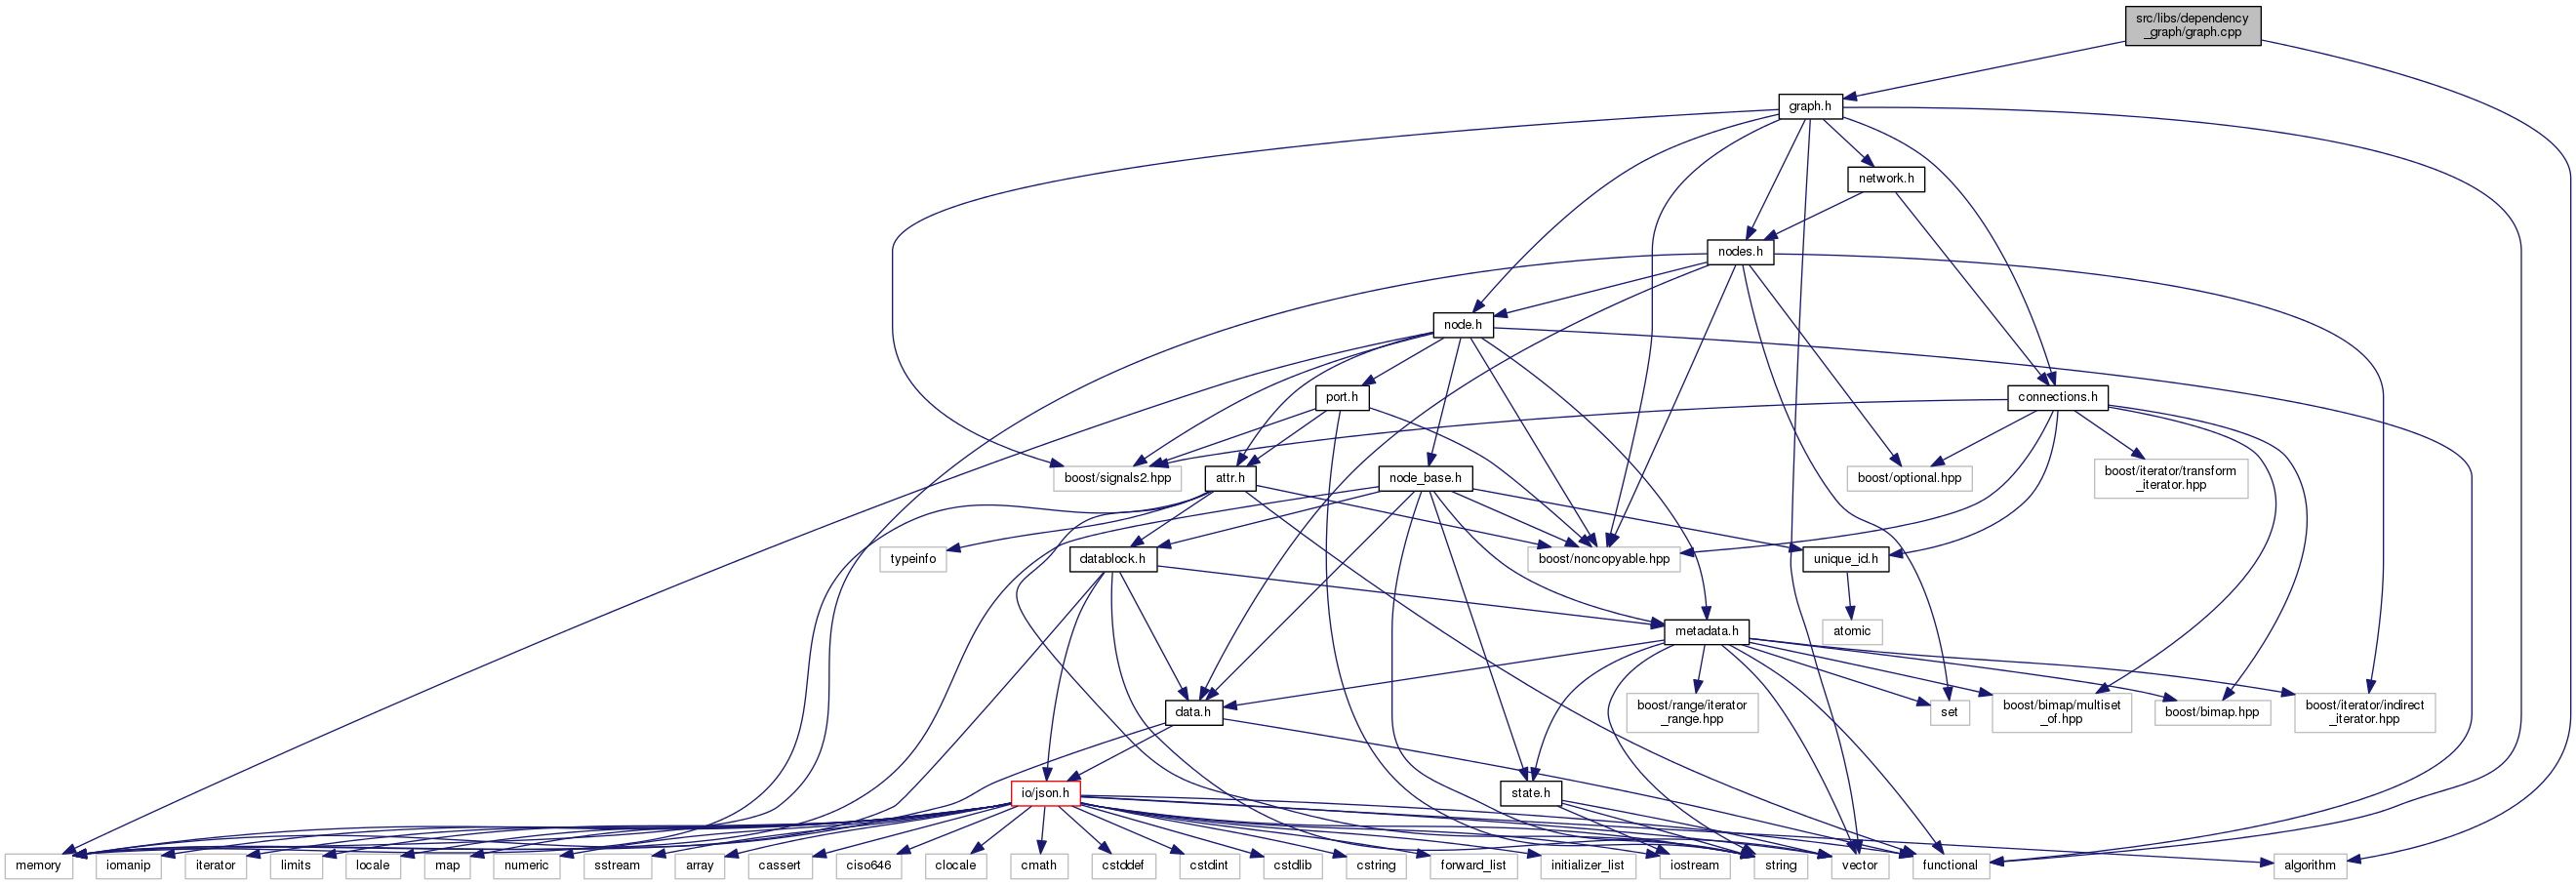 src/libs/dependency
_graph/graph.cpp
graph.h
network.h
nodes.h
node.h
port.h
connections.h
boost/signals2.hpp
attr.h
node_base.h
boost/optional.hpp
boost/iterator/transform
_iterator.hpp
typeinfo
datablock.h
boost/noncopyable.hpp
unique_id.h
metadata.h
atomic
data.h
boost/range/iterator
_range.hpp
set
boost/bimap/multiset
_of.hpp
boost/bimap.hpp
boost/iterator/indirect
_iterator.hpp
io/json.h
state.h
memory
iomanip
iterator
limits
locale
map
numeric
sstream
array
cassert
ciso646
clocale
cmath
cstddef
cstdint
cstdlib
cstring
forward_list
initializer_list
iostream
string
vector
functional
algorithm